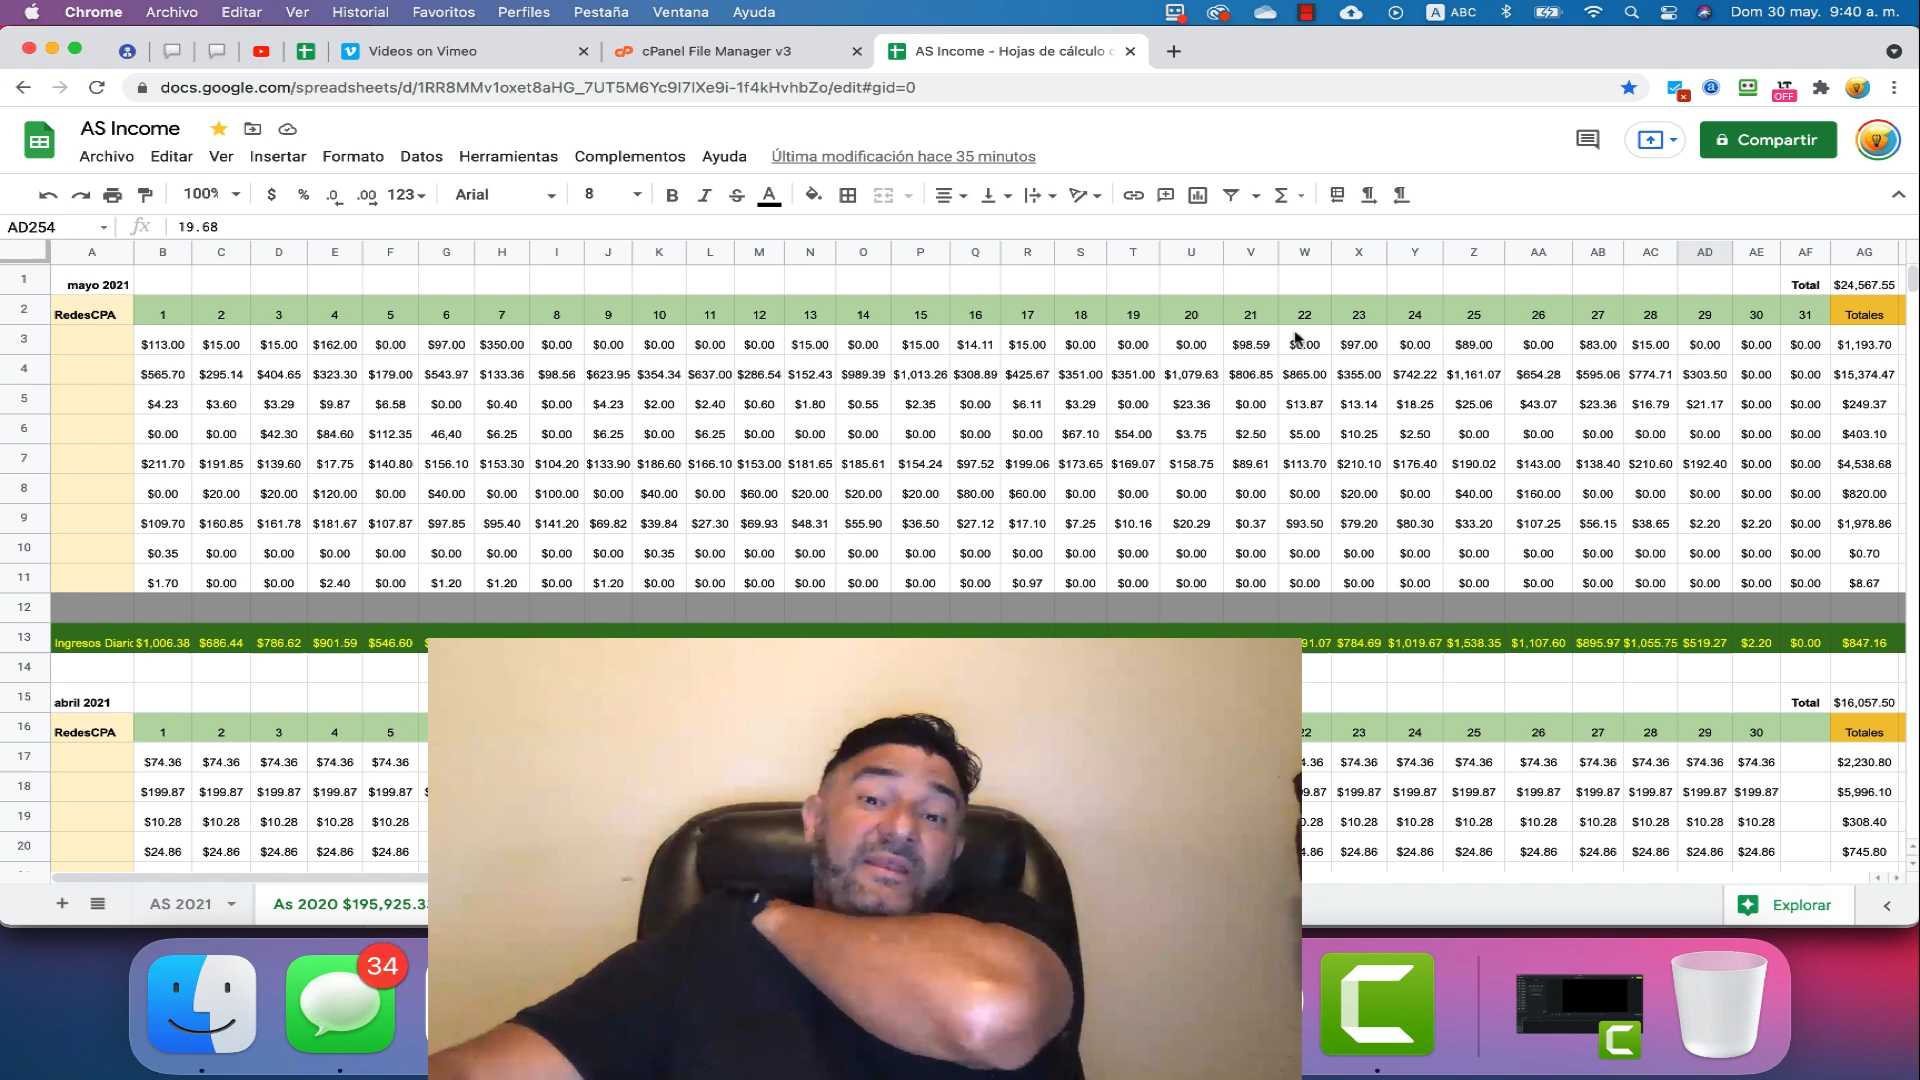 Chrome Archivo Editar Ver Historial Favoritos Perfiles Pestaña Ventana Ayuda A ABC Dom 30 may. 9:40 a. m.
Videos on Vimeo cPanel File Manager v3 AS Income - Hojas de cálculo
docs.google.com/spreadsheets/d/1RR8MMv1oxet8aHG_7UT5M6Yc9I7IXe9i-1f4kHvhbZo/edit#gid=0 OFF
AS Income
Compartir
Archivo Editar Ver Insertar Formato Datos Herramientas Complementos Ayuda Última modificación hace 35 minutos
100% $ % .0 .00 123 Arial 8 B I S A
AD254 fx 19.68
A B C D E F G H I J K L M N O P Q R S T U V W X Y Z AA AB AC AD AE AF AG
1 mayo 2021 Total $24,567.55
2 RedesCPA 1 2 3 4 5 6 7 8 9 10 11 12 13 14 15 16 17 18 19 20 21 22 23 24 25 26 27 28 29 30 31 Totales
3 $113.00 $15.00 $15.00 $162.00 $0.00 $97.00 $350.00 $0.00 $0.00 $0.00 $0.00 $0.00 $15.00 $0.00 $15.00 $14.11 $15.00 $0.00 $0.00 $0.00 $98.59 $97.00 $0.00 $89.00 $0.00 $83.00 $15.00 $0.00 $0.00 $0.00 $1,193.70
4 $565.70 $295.14 $404.65 $323.30 $179.00 $543.97 $133.36 $98.56 $623.95 $354.34 $637.00 $286.54 $152.43 $989.39 $1,013.26 $308.89 $425.67 $351.00 $351.00 $1,079.63 $806.85 $865.00 $355.00 $742.22 $1,161.07 $654.28 $595.06 $774.71 $303.50 $0.00 $0.00 $15,374.47
5 $4.23 $3.60 $3.29 $9.87 $6.58 $0.00 $0.40 $0.00 $4.23 $2.00 $2.40 $0.60 $1.80 $0.55 $2.35 $0.00 $6.11 $3.29 $0.00 $23.36 $0.00 $13.87 $13.14 $18.25 $25.06 $43.07 $23.36 $16.79 $21.17 $0.00 $0.00 $249.37
6 $0.00 $0.00 $42.30 $84.60 $112.35 46,40 $6.25 $0.00 $6.25 $0.00 $6.25 $0.00 $0.00 $0.00 $0.00 $0.00 $0.00 $67.10 $54.00 $3.75 $2.50 $5.00 $10.25 $2.50 $0.00 $0.00 $0.00 $0.00 $0.00 $0.00 $0.00 $403.10
7 $211.70 $191.85 $139.60 $17.75 $140.80 $156.10 $153.30 $104.20 $133.90 $186.60 $166.10 $153.00 $181.65 $185.61 $154.24 $97.52 $199.06 $173.65 $169.07 $158.75 $89.61 $113.70 $210.10 $176.40 $190.02 $143.00 $138.40 $210.60 $192.40 $0.00 $0.00 $4,538.68
8 $0.00 $20.00 $20.00 $120.00 $0.00 $40.00 $0.00 $100.00 $0.00 $40.00 $0.00 $60.00 $20.00 $20.00 $20.00 $80.00 $60.00 $0.00 $0.00 $0.00 $0.00 $0.00 $20.00 $0.00 $40.00 $160.00 $0.00 $0.00 $0.00 $0.00 $0.00 $820.00
9 $109.70 $160.85 $161.78 $181.67 $107.87 $97.85 $95.40 $141.20 $69.82 $39.84 $27.30 $69.93 $48.31 $55.90 $36.50 $27.12 $17.10 $7.25 $10.16 $20.29 $0.37 $93.50 $79.20 $80.30 $33.20 $107.25 $56.15 $38.65 $2.20 $2.20 $0.00 $1,978.86
10 $0.35 $0.00 $0.00 $0.00 $0.00 $0.00 $0.00 $0.00 $0.00 $0.35 $0.00 $0.00 $0.00 $0.00 $0.00 $0.00 $0.00 $0.00 $0.00 $0.00 $0.00 $0.00 $0.00 $0.00 $0.00 $0.00 $0.00 $0.00 $0.00 $0.00 $0.00 $0.70
11 $1.70 $0.00 $0.00 $2.40 $0.00 $1.20 $1.20 $0.00 $1.20 $0.00 $0.00 $0.00 $0.00 $0.00 $0.00 $0.00 $0.97 $0.00 $0.00 $0.00 $0.00 $0.00 $0.00 $0.00 $0.00 $0.00 $0.00 $0.00 $0.00 $0.00 $0.00 $8.67
12
13 Ingresos Diaric $1,006.38 $686.44 $786.62 $901.59 $546.60 91.07 $784.69 $1,019.67 $1,538.35 $1,107.60 $895.97 $1,055.75 $519.27 $2.20 $0.00 $847.16
14
15 abril 2021 Total $16,057.50
16 RedesCPA 1 2 3 4 5 22 23 24 25 26 27 28 29 30 Totales
17 $74.36 $74.36 $74.36 $74.36 $74.36 4.36 $74.36 $74.36 $74.36 $74.36 $74.36 $74.36 $74.36 $74.36 $2,230.80
18 $199.87 $199.87 $199.87 $199.87 $199.87 9.87 $199.87 $199.87 $199.87 $199.87 $199.87 $199.87 $199.87 $199.87 $5,996.10
19 $10.28 $10.28 $10.28 $10.28 $10.28 0.28 $10.28 $10.28 $10.28 $10.28 $10.28 $10.28 $10.28 $10.28 $308.40
20 $24.86 $24.86 $24.86 $24.86 $24.86 4.86 $24.86 $24.86 $24.86 $24.86 $24.86 $24.86 $24.86 $24.86 $745.80
AS 2021 As 2020 $195,925.3 Explorar
34